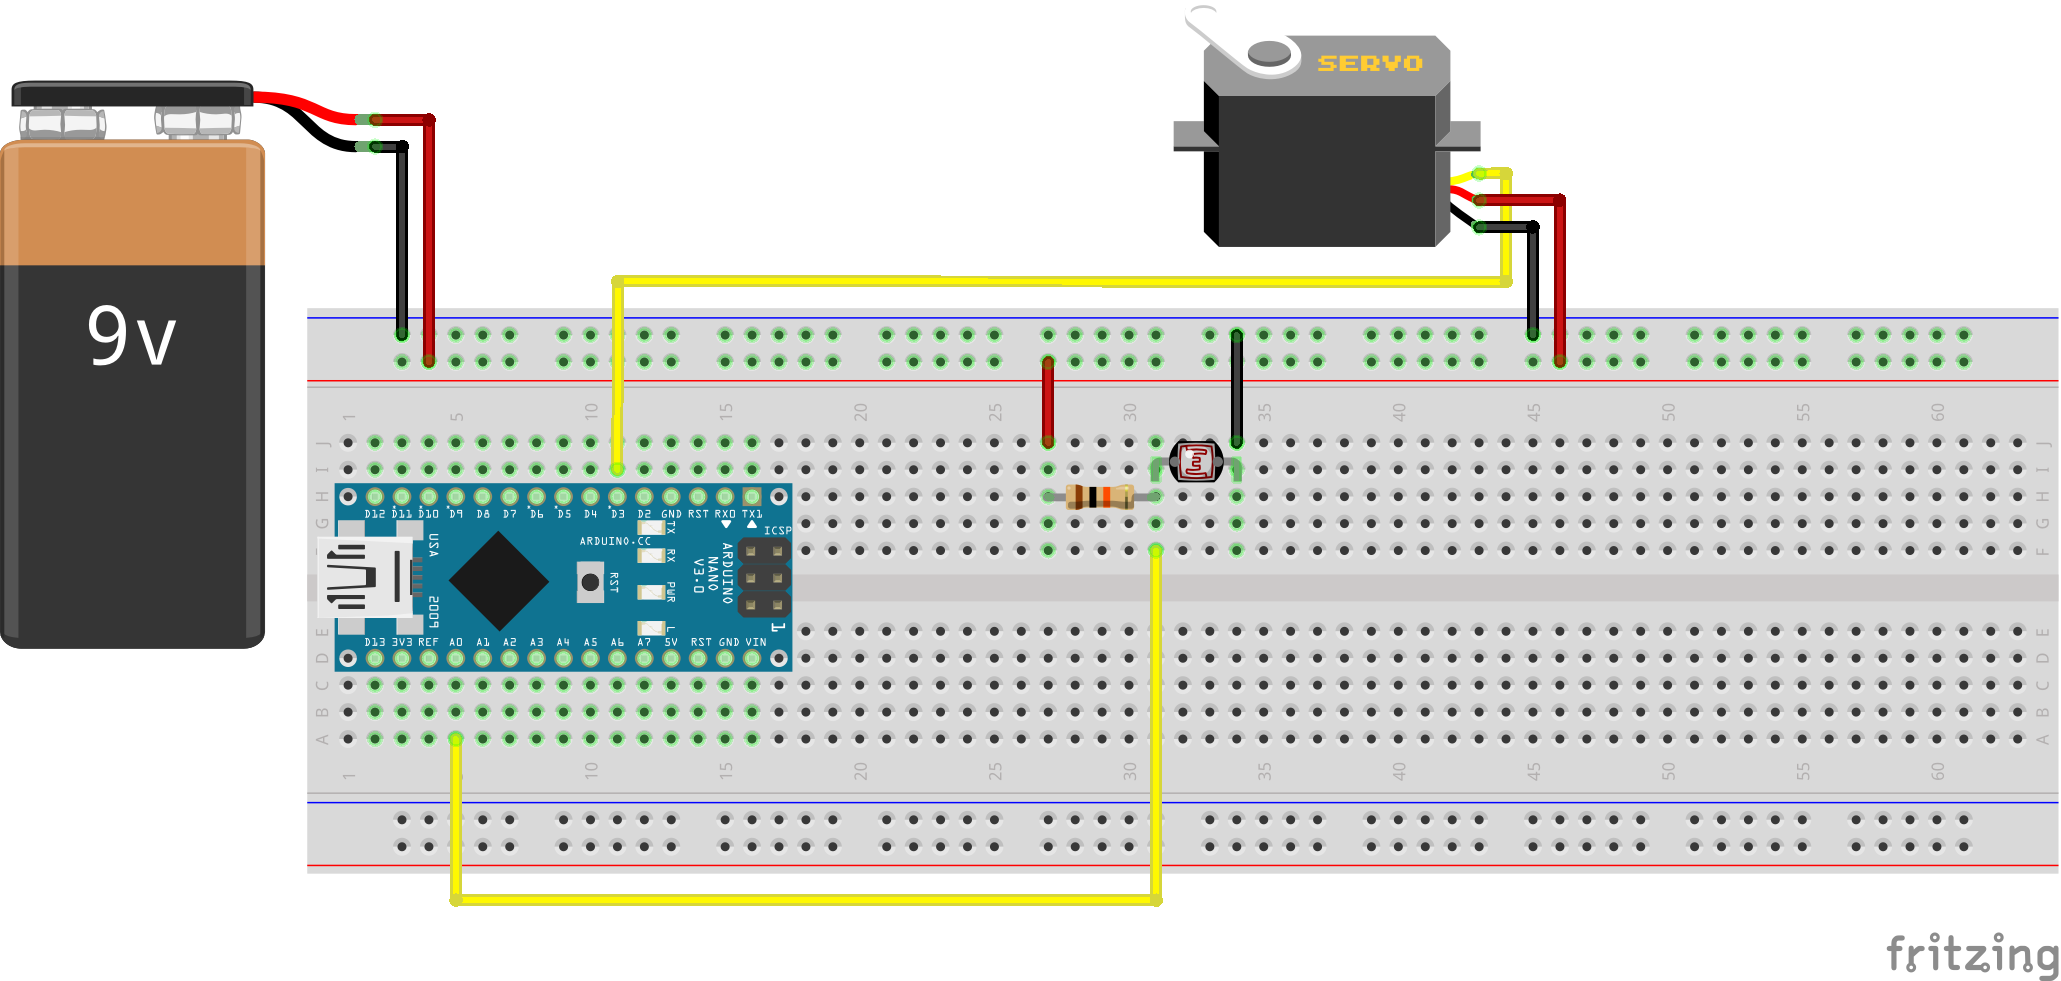 SERVO
9v
1 5 10 15 20 25 30 35 40 45 50 55 60
J J
I I
H H
D12 D11 D10 D9 D8 D7 D6 D5 D4 D3 D2 GND RST RX0 TX1
G G
TX
ICSP
USA
ARDUINO.CC
RX
ARDUINO
NANO
V3.0
F
RST
PWR
2009
L
1
E E
D13 3V3 REF A0 A1 A2 A3 A4 A5 A6 A7 5V RST GND VIN
D D
C C
B B
A A
1 10 15 20 25 30 35 40 45 50 55 60
fritzing